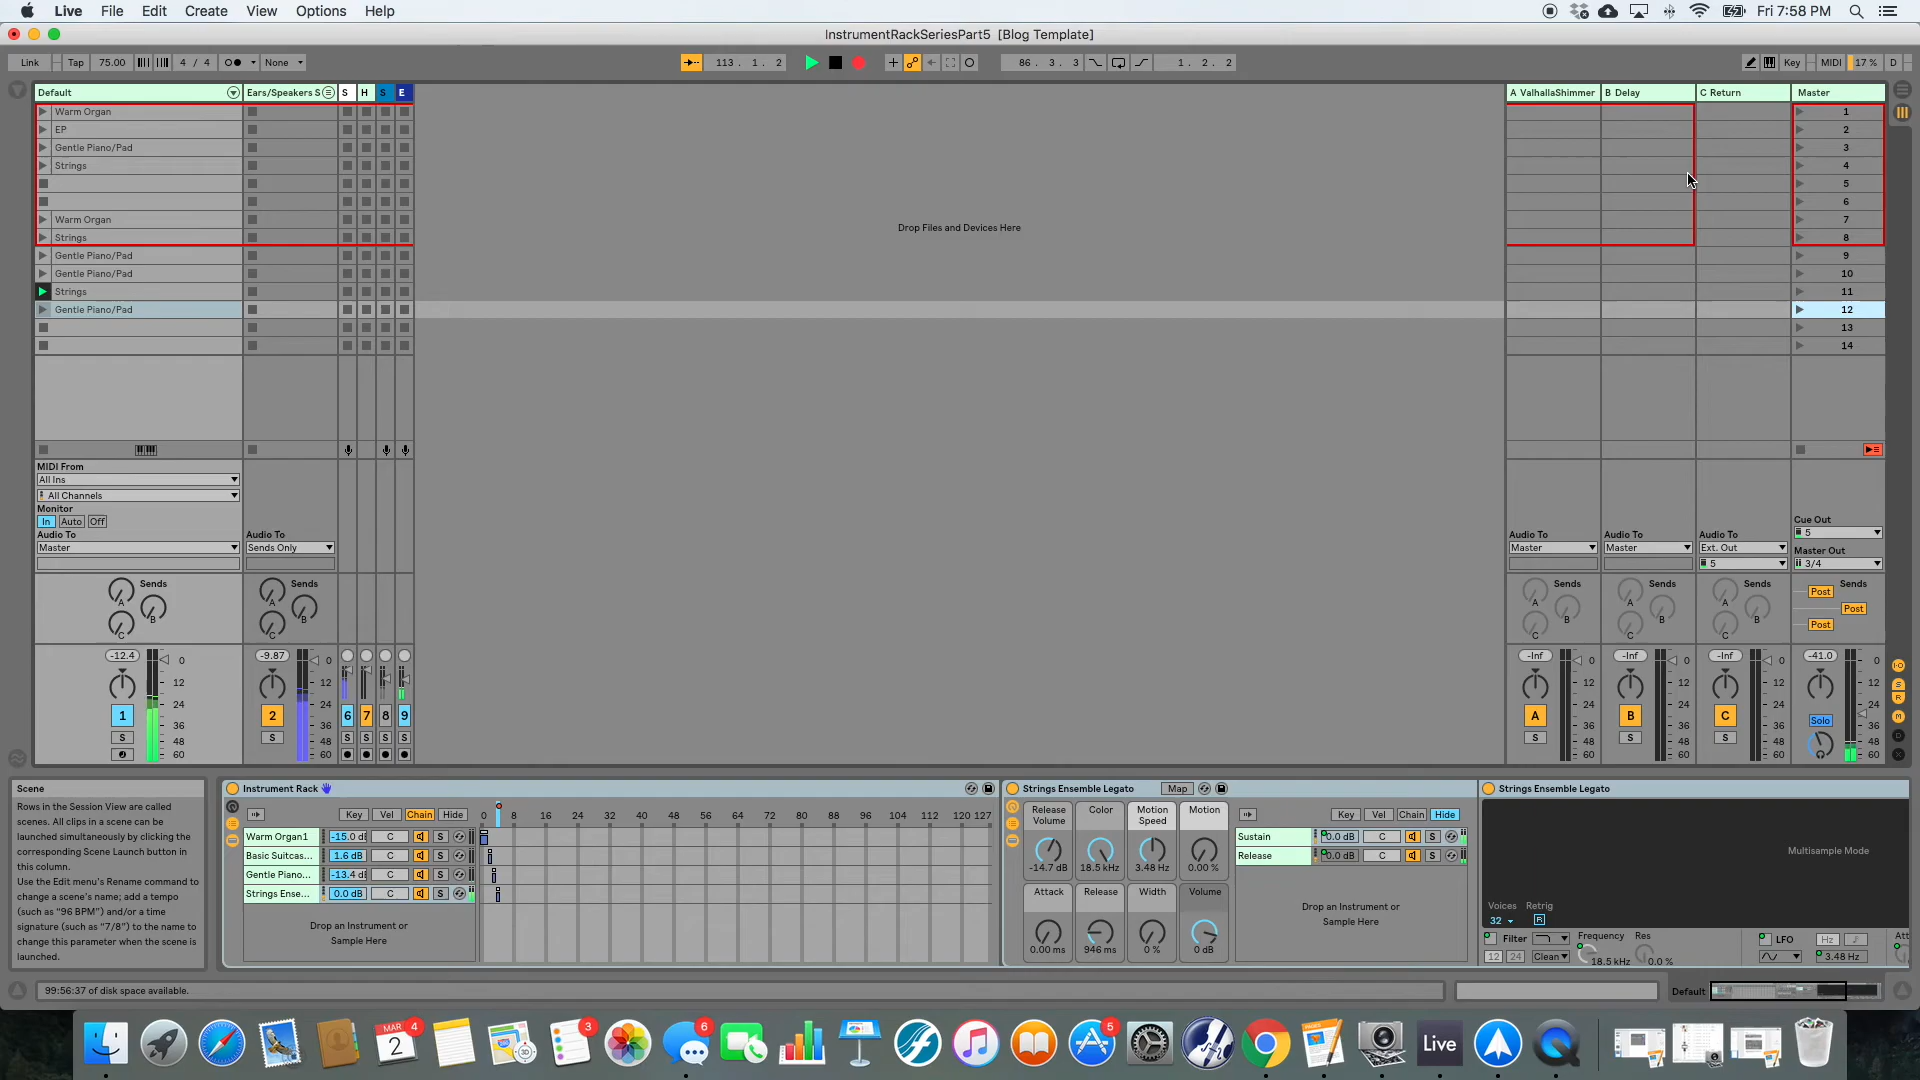 Live File Edit Create View Options Help Fri 7:58 PM
InstrumentRackSeriesPart5 [Blog Template]
Link Tap 75.00 4 / 4 None 113 . 1 . 2 86 . 3 . 3 1 . 2 . 2 Key MIDI 17 % D
Default Ears/Speakers S S H S E A ValhallaShimmer B Delay C Return Master
Warm Organ 1
EP 2
Gentle Piano/Pad 3
Strings 4
5
6
Warm Organ 7
Strings 8
Drop Files and Devices Here
Gentle Piano/Pad 9
Gentle Piano/Pad 10
Strings 11
Gentle Piano/Pad 12
13
14
MIDI From
All Ins
All Channels
Monitor
In Auto Off
Audio To Audio To Audio To Audio To Audio To
Master Sends Only Master Master Ext. Out
5
Cue Out
5
Master Out
3/4
Sends Sends Sends Sends Sends Sends
A B C A B C A B C A B C A B C Post Post Post
-12.4 -9.87 -Inf -Inf -Inf -41.0
0 12 24 36 48 60 0 12 24 36 48 60 0 12 24 36 48 60 0 12 24 36 48 60 0 12 24 36 48 60 0 12 24 36 48 60
1 2 6 7 8 9 A B C Solo
S S S S S S S S S
Scene
Rows in the Session View are called
scenes. All clips in a scene can be
launched simultaneously by clicking the
corresponding Scene Launch button in
this column.
Use the Edit menu's Rename command to
change a scene's name; add a tempo
(such as "96 BPM") and/or a time
signature (such as "7/8") to the name to
change this parameter when the scene is
launched.
Instrument Rack
Key Vel Chain Hide 0 8 16 24 32 40 48 56 64 72 80 88 96 104 112 120 127
Warm Organ1 -15.0 dB C S
Basic Suitcas... 1.6 dB C S
Gentle Piano... -13.4 d C S
Strings Ense... 0.0 dB C S
Drop an Instrument or
Sample Here
Strings Ensemble Legato Map
Release Volume Color Motion Speed Motion
-14.7 dB 18.5 kHz 3.48 Hz 0.00 %
Attack Release Width Volume
0.00 ms 946 ms 0 % 0 dB
Key Vel Chain Hide
Sustain 0.0 dB C S
Release 0.0 dB C S
Drop an Instrument or
Sample Here
Strings Ensemble Legato
Multisample Mode
Voices Retrig
32 R
Filter Frequency Res LFO Hz Att
12 24 Clean 18.5 kHz 0.0 % 3.48 Hz
99:56:37 of disk space available.
Default
MAR 4
2
3
6
5
Live